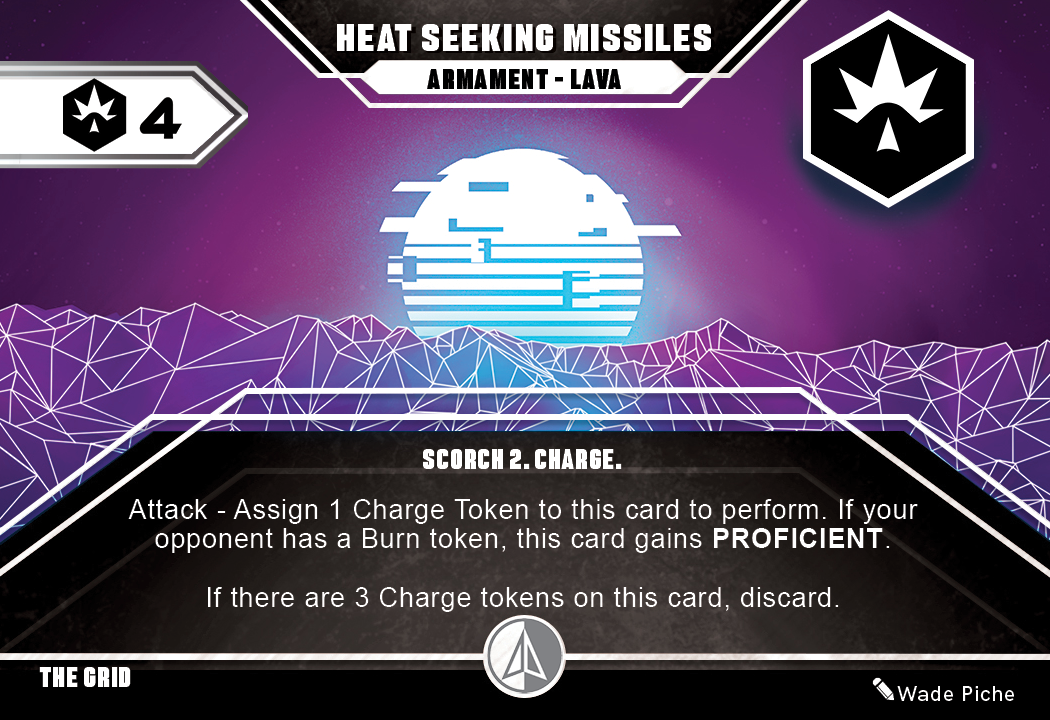 HEAT SEEKING MISSILES
ARMAMENT - LAVA
4
SCORCH 2. CHARGE.
Attack - Assign 1 Charge Token to this card to perform. If your
opponent has a Burn token, this card gains PROFICIENT.
If there are 3 Charge tokens on this card, discard.
THE GRID
Wade Piche